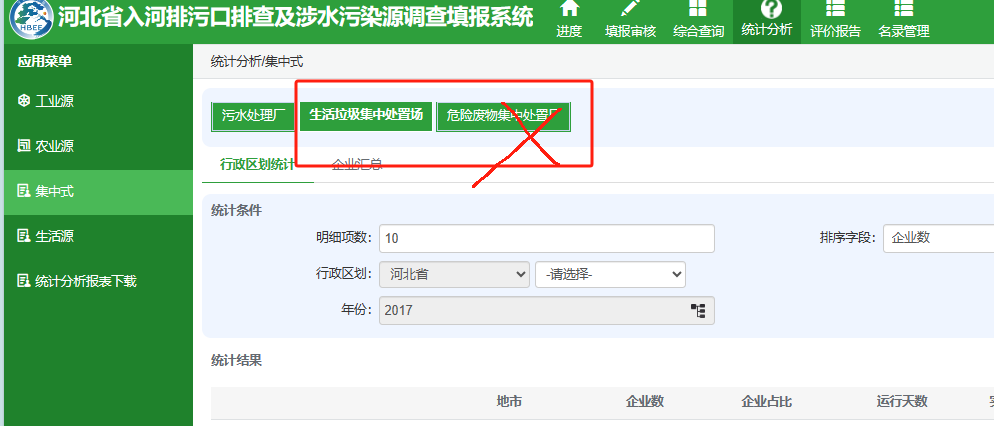 河北省入河排污口排查及涉水污染源调查填报系统
HBEE
进度
填报审核
综合查询
统计分析
评价报告
名录管理
应用菜单
工业源
农业源
集中式
生活源
统计分析报表下载
统计分析/集中式
污水处理厂
生活垃圾集中处置场
危险废物集中处置厂
行政区划统计
企业汇总
统计条件
明细项数: 10
排序字段: 企业数
行政区划: 河北省 -请选择-
年份: 2017
统计结果
地市 企业数 企业占比 运行天数